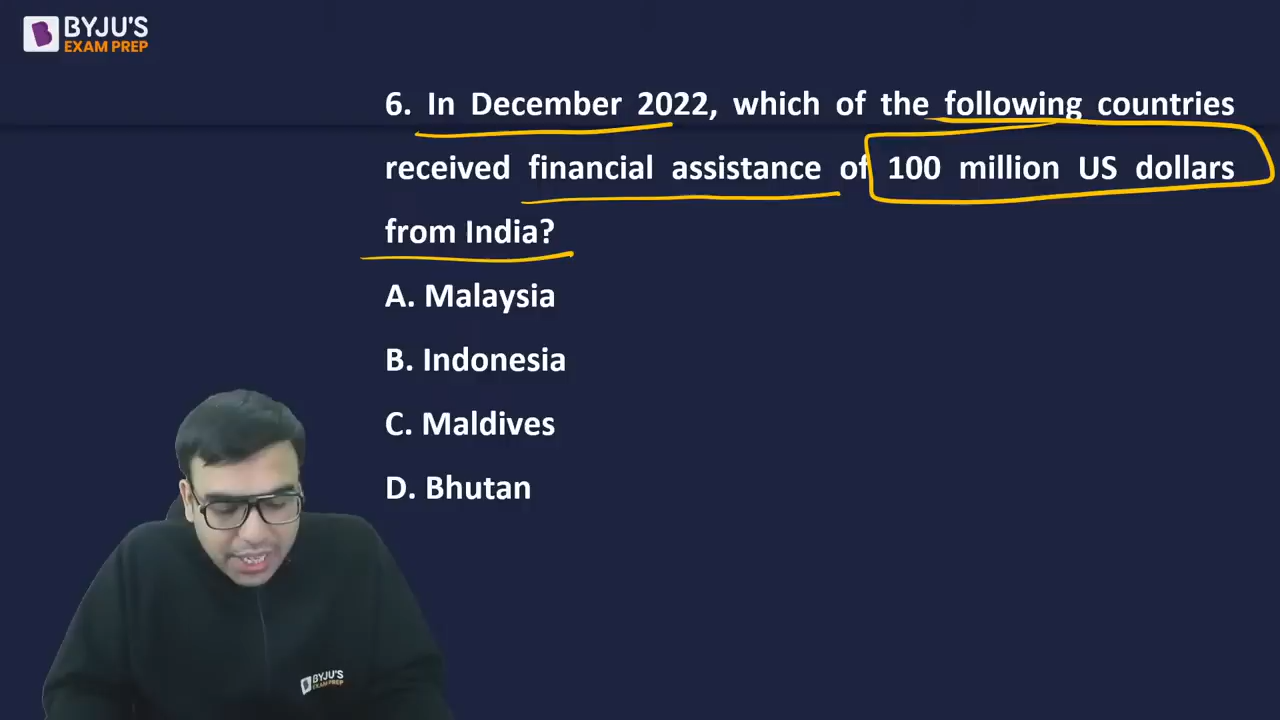 BYJU'S
EXAM PREP
6. In December 2022, which of the following countries
received financial assistance of 100 million US dollars
from India?
A. Malaysia
B. Indonesia
C. Maldives
D. Bhutan
BYJU'S
EXAM PREP